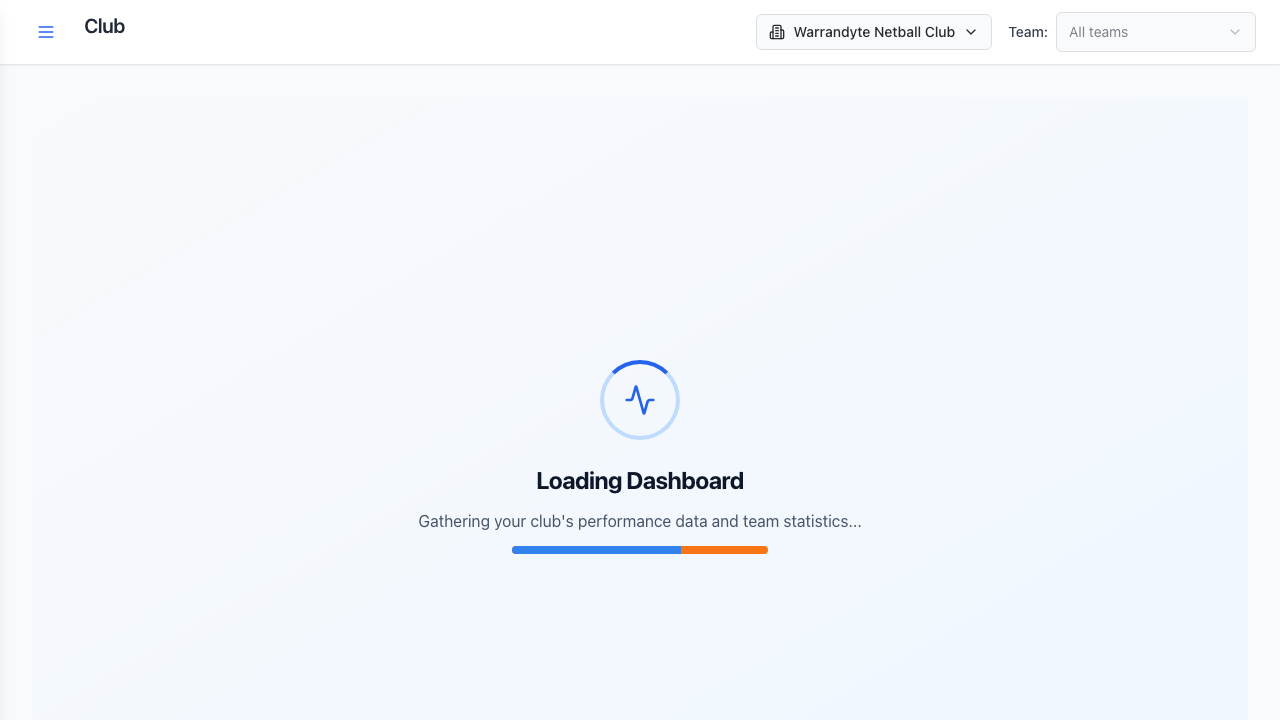 Club
Warrandyte Netball Club
Team:
All teams
Loading Dashboard
Gathering your club's performance data and team statistics...